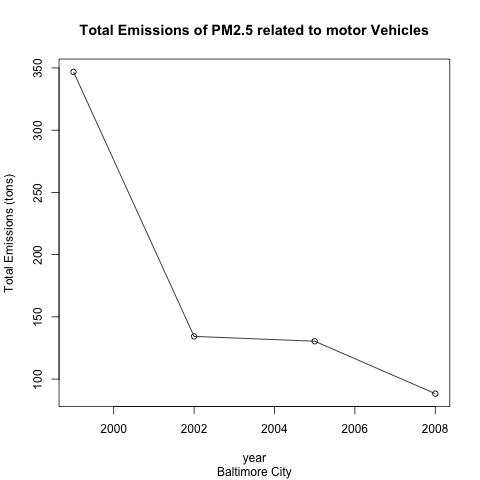 Total Emissions of PM2.5 related to motor Vehicles
Total Emissions (tons)
350
300
250
200
150
100
2000 2002 2004 2006 2008
year
Baltimore City